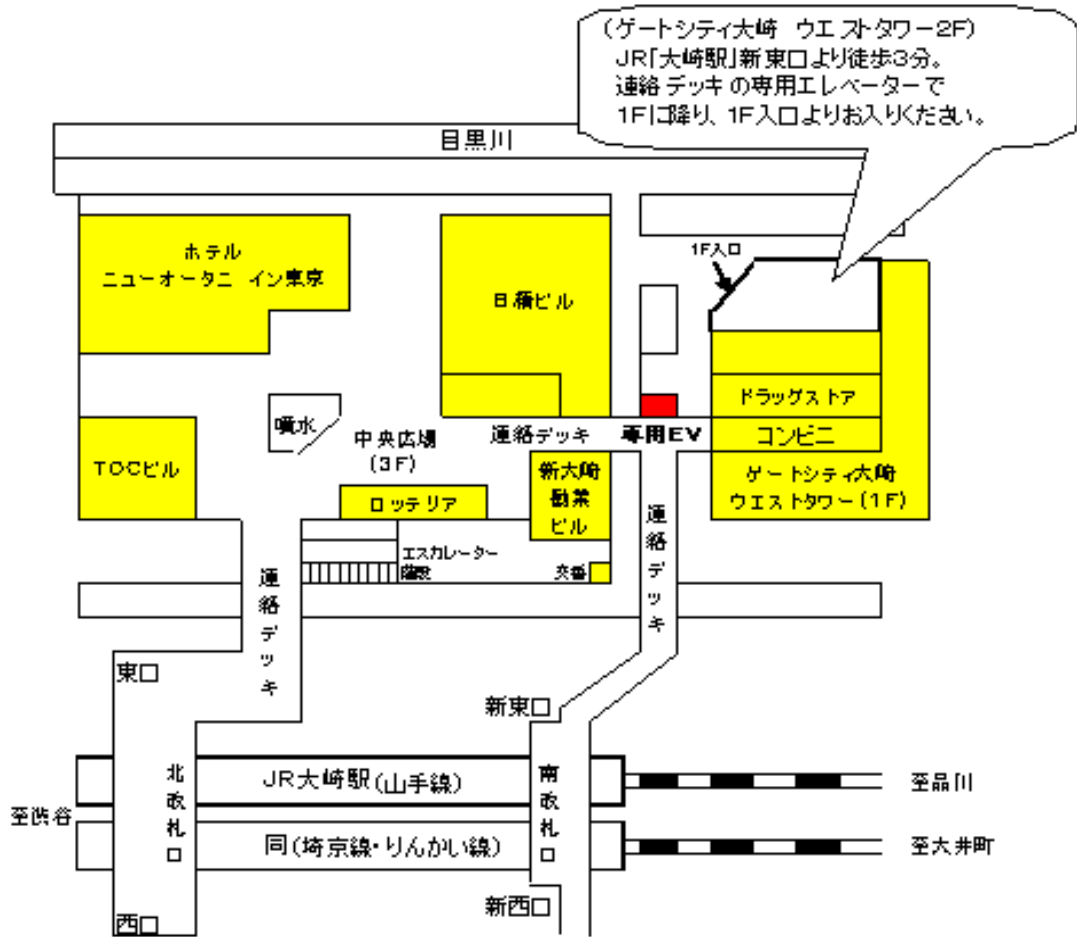 (ゲートシティ大崎 ウエストタワー2F)
JR「大崎駅」新東口より徒歩3分。
連絡デッキの専用エレベーターで
1Fに降り、1F入口よりお入りください。
目黒川
ホテル
ニューオータニ イン東京
日精ビル
1F入口
ドラッグストア
コンビニ
ゲートシティ大崎
ウエストタワー(1F)
TOCビル
噴水
中央広場
(3F)
連絡デッキ
専用EV
ロッテリア
新大崎
勧業
ビル
エスカレーター
階段
交番
連絡デッキ
連絡デッキ
東口
新東口
北改札口
JR大崎駅(山手線)
南改札口
至品川
至渋谷
同(埼京線・りんかい線)
至大井町
西口
新西口